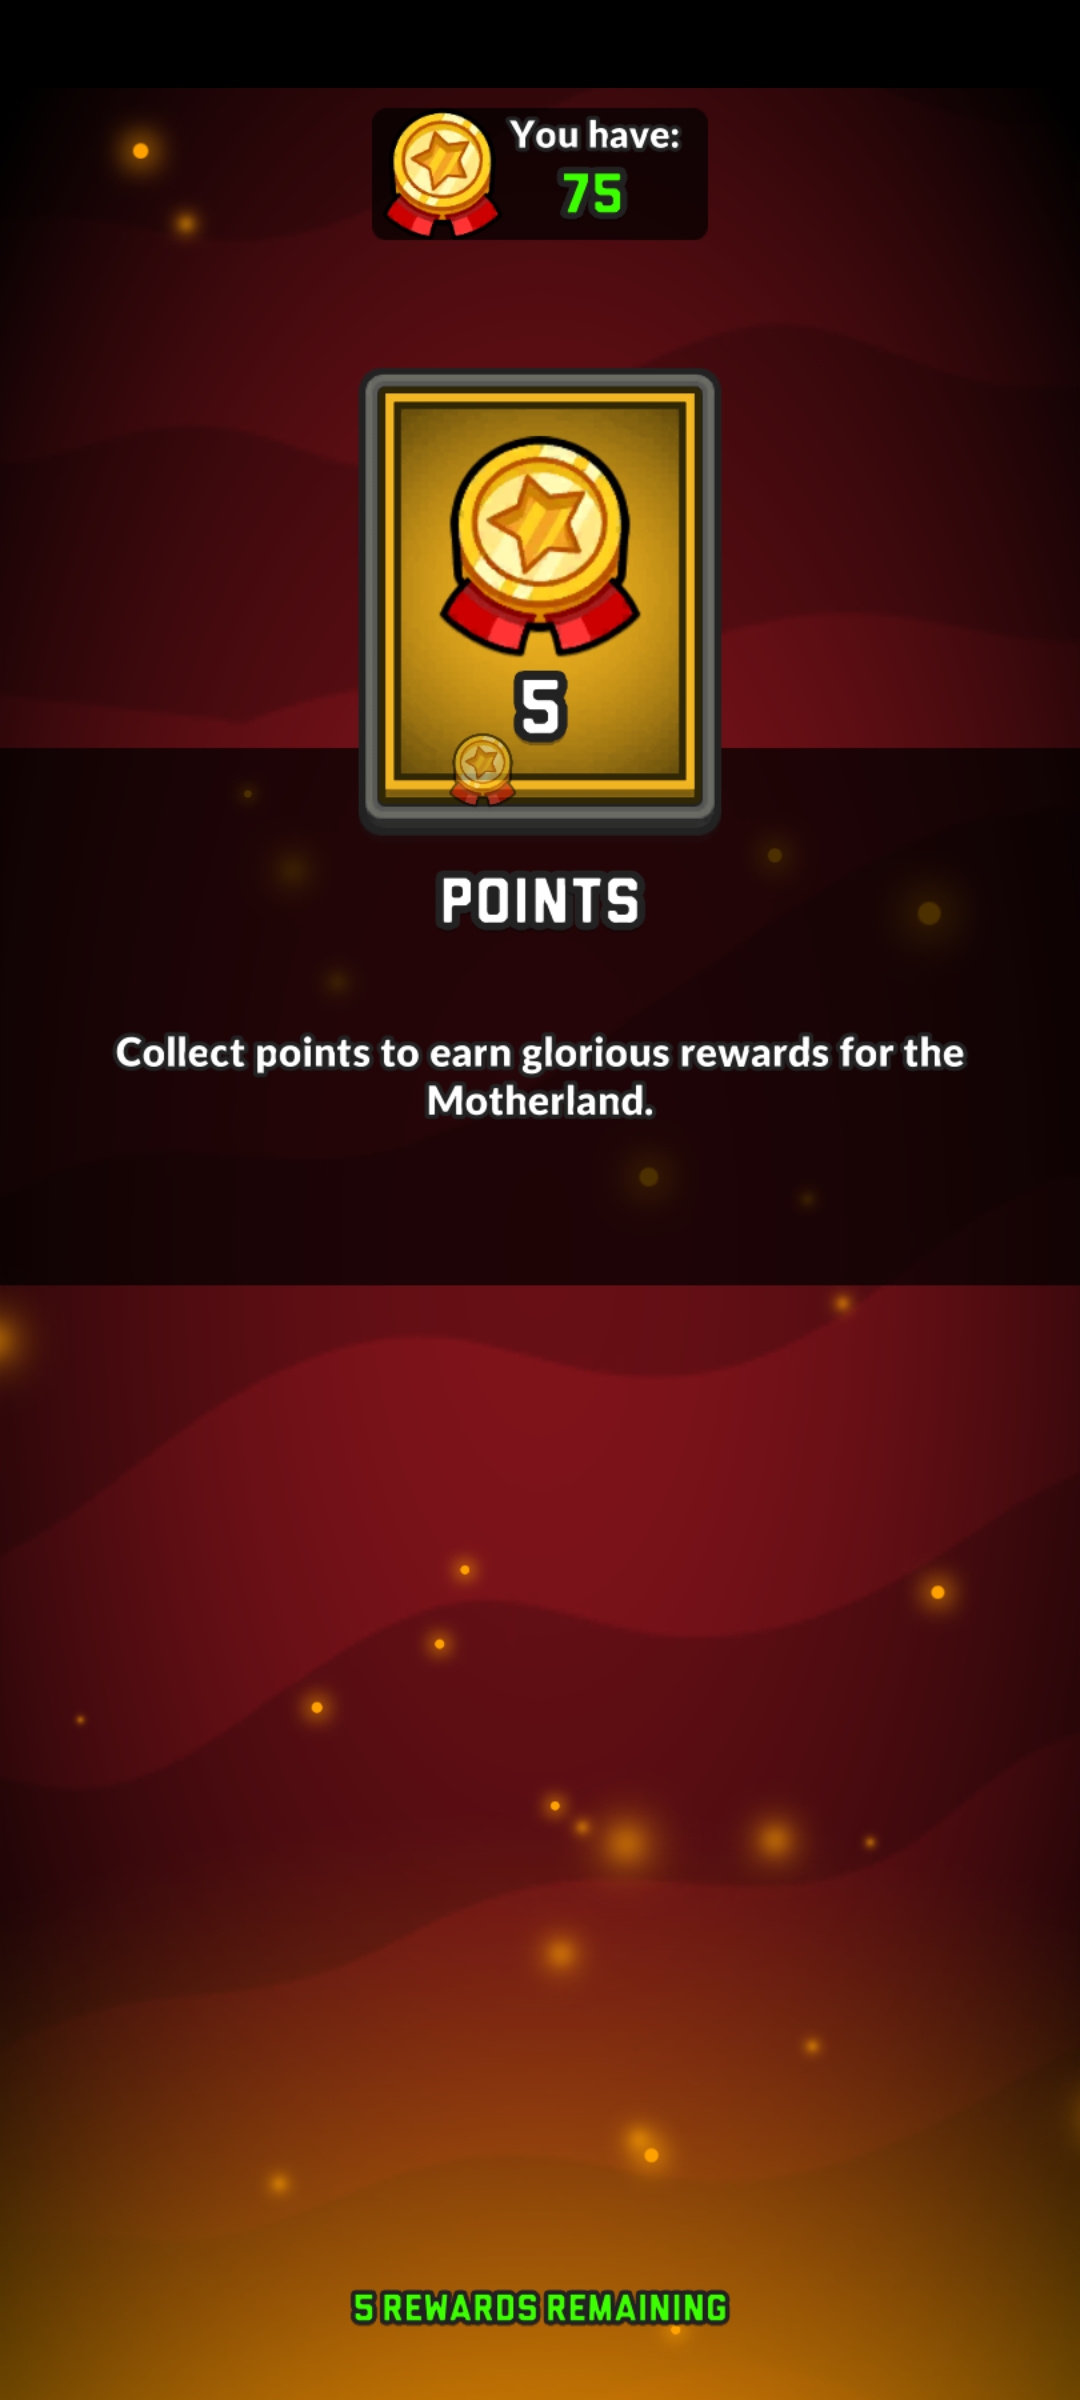 You have:
75
5
POINTS
Collect points to earn glorious rewards for the
Motherland.
5 REWARDS REMAINING